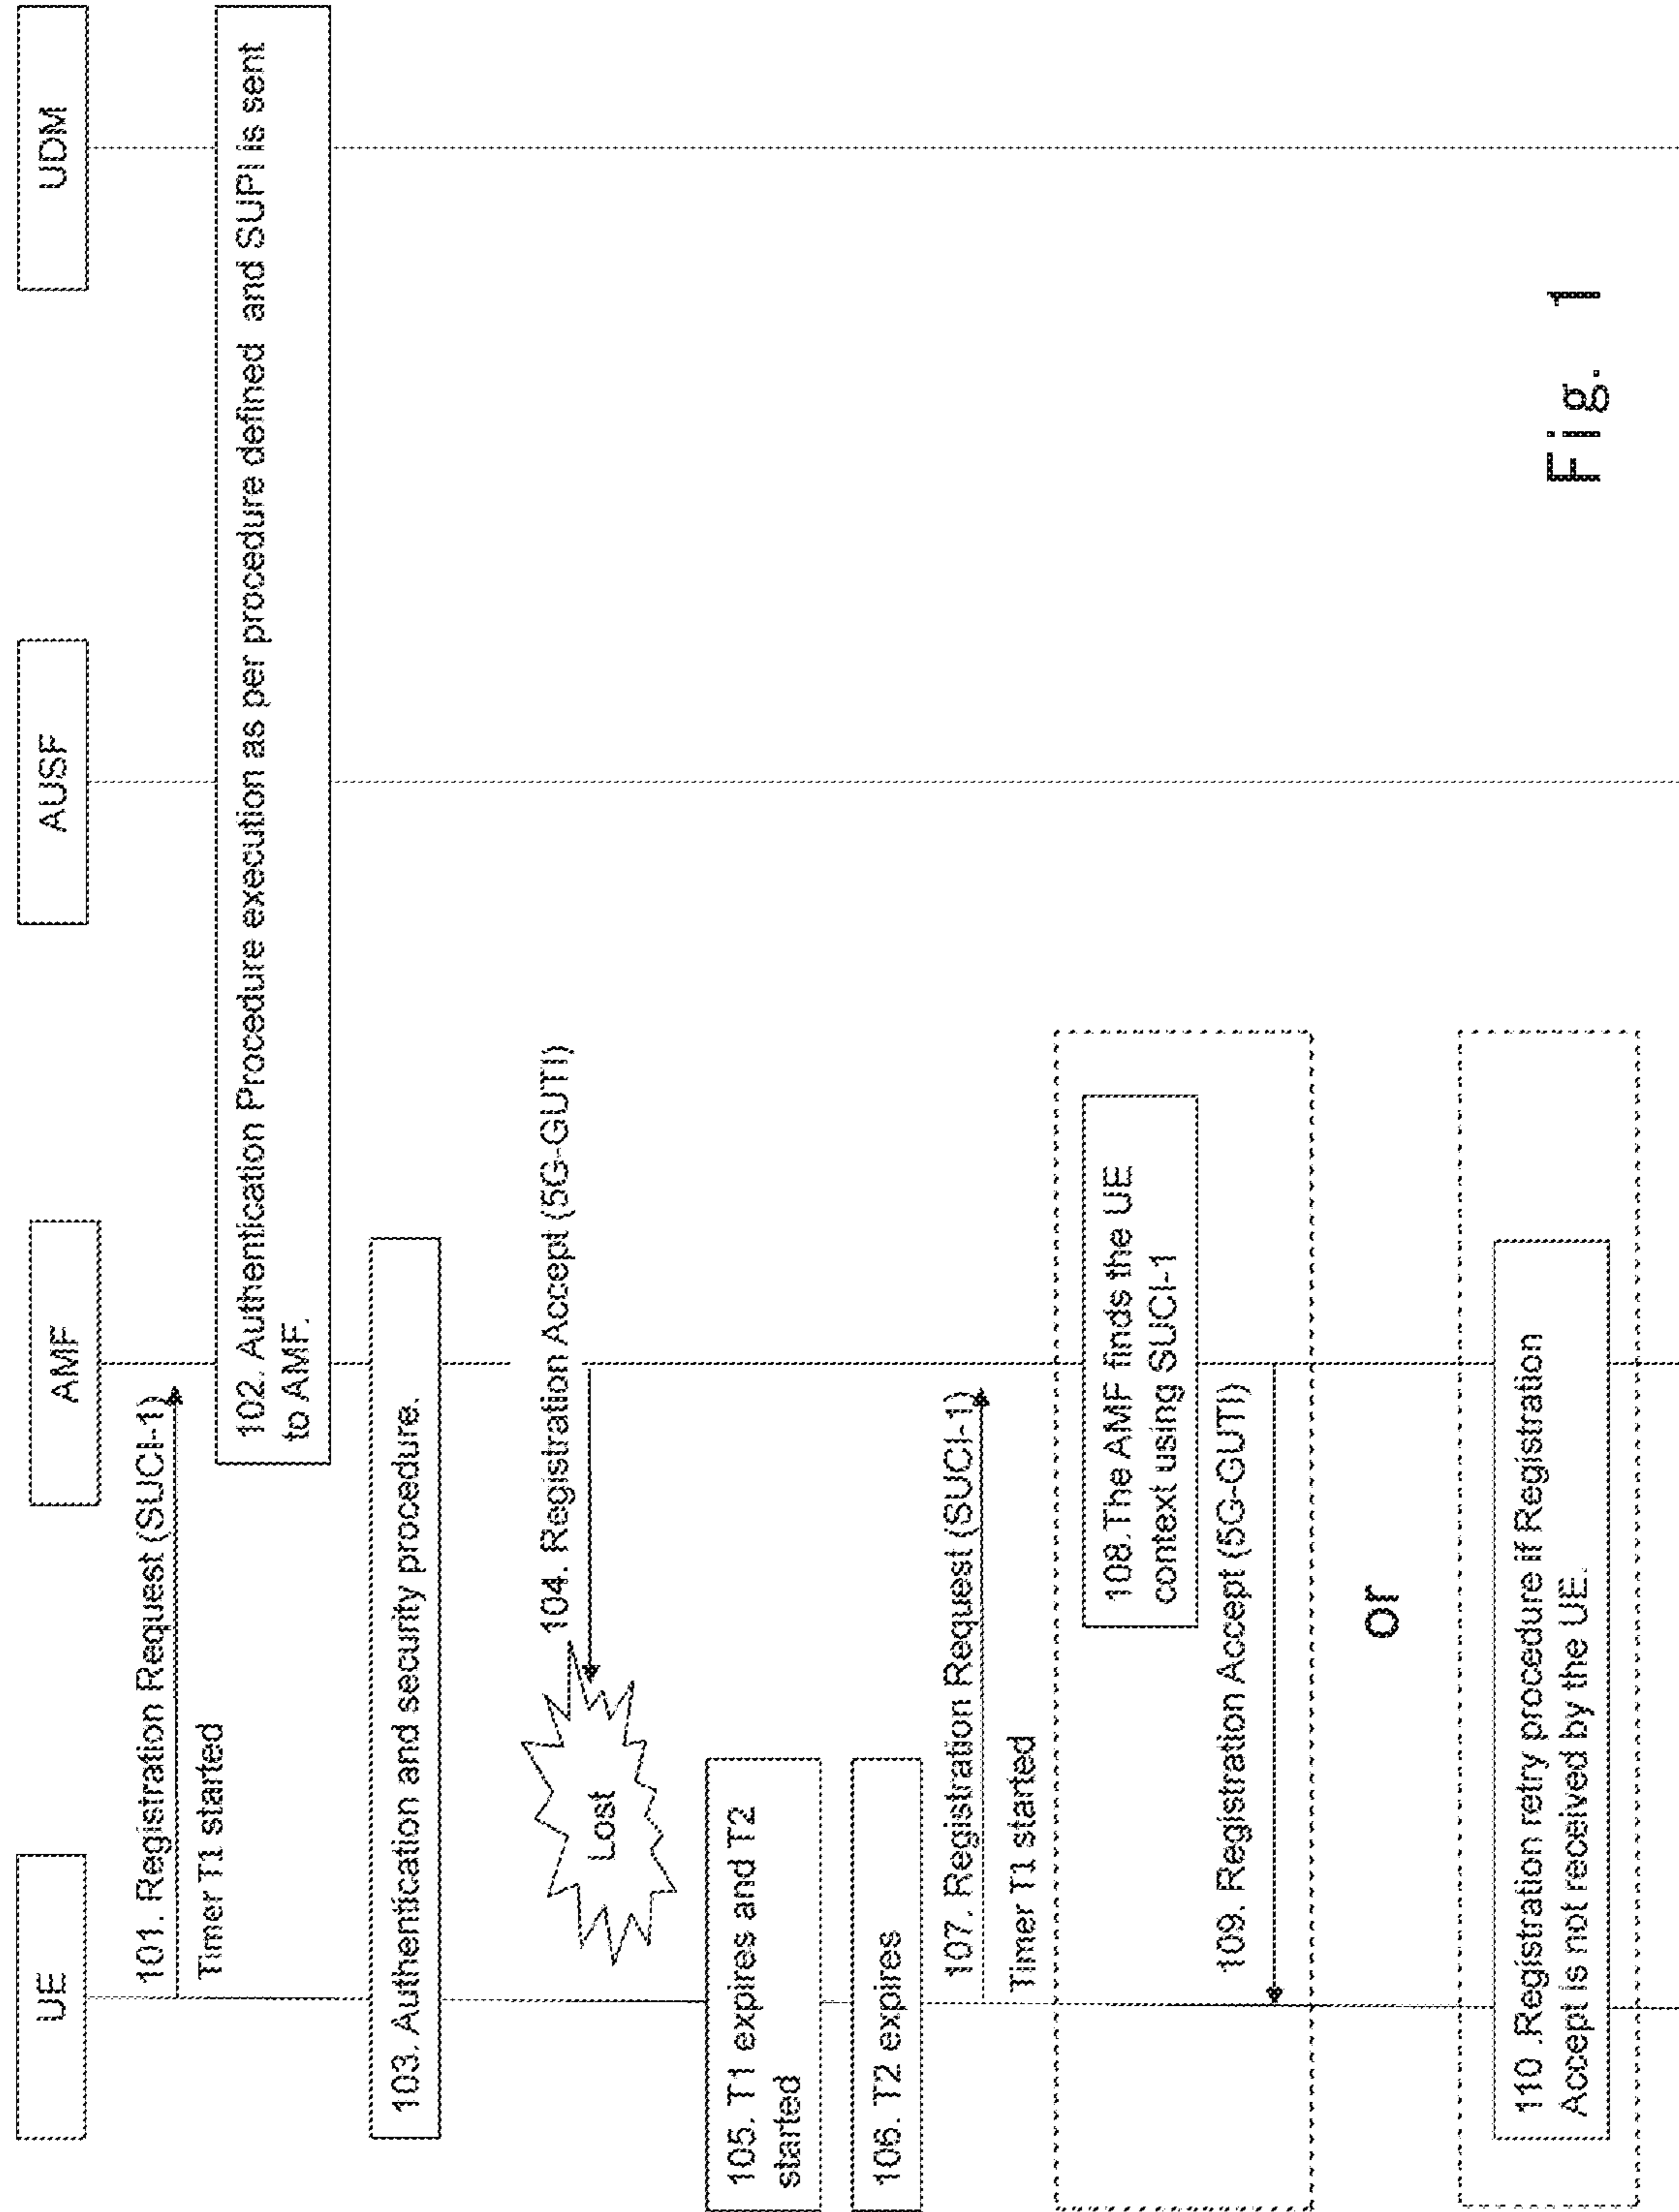 UE
AMF
AUSF
UDM
101. Registration Request (SUCI-1)
Timer T1 started
102. Authentication Procedure execution as per procedure defined and SUPI is sent
to AMF.
103. Authentication and security procedure.
104. Registration Accept (5G-GUTI)
Lost
105. T1 expires and T2
started
106. T2 expires
107. Registration Request (SUCI-1)
Timer T1 started
108.The AMF finds the UE
context using SUCI-1
109. Registration Accept (5G-GUTI)
or
110 .Registration retry procedure if Registration
Accept is not received by the UE.
Fig. 1